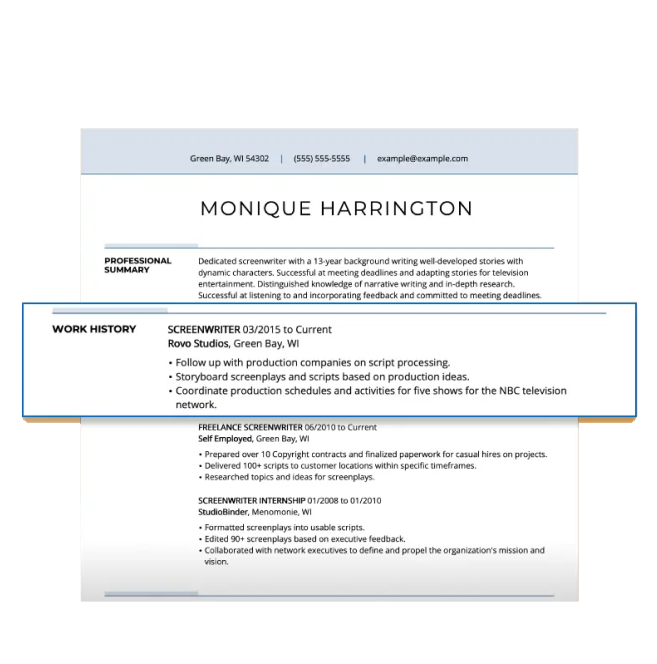 Green Bay, WI 54302 | (555) 555-5555 | example@example.com
MONIQUE HARRINGTON
PROFESSIONAL
SUMMARY
Dedicated screenwriter with a 13-year background writing well-developed stories with
dynamic characters. Successful at meeting deadlines and adapting stories for television
entertainment. Distinguished knowledge of narrative writing and in-depth research.
Successful at listening to and incorporating feedback and committed to meeting deadlines.
WORK HISTORY
SCREENWRITER 03/2015 to Current
Rovo Studios, Green Bay, WI
• Follow up with production companies on script processing.
• Storyboard screenplays and scripts based on production ideas.
• Coordinate production schedules and activities for five shows for the NBC television
network.
FREELANCE SCREENWRITER 06/2010 to Current
Self Employed, Green Bay, WI
• Prepared over 10 Copyright contracts and finalized paperwork for casual hires on projects.
• Delivered 100+ scripts to customer locations within specific timeframes.
• Researched topics and ideas for screenplays.
SCREENWRITER INTERNSHIP 01/2008 to 01/2010
StudioBinder, Menomonie, WI
• Formatted screenplays into usable scripts.
• Edited 90+ screenplays based on executive feedback.
• Collaborated with network executives to define and propel the organization's mission and
vision.